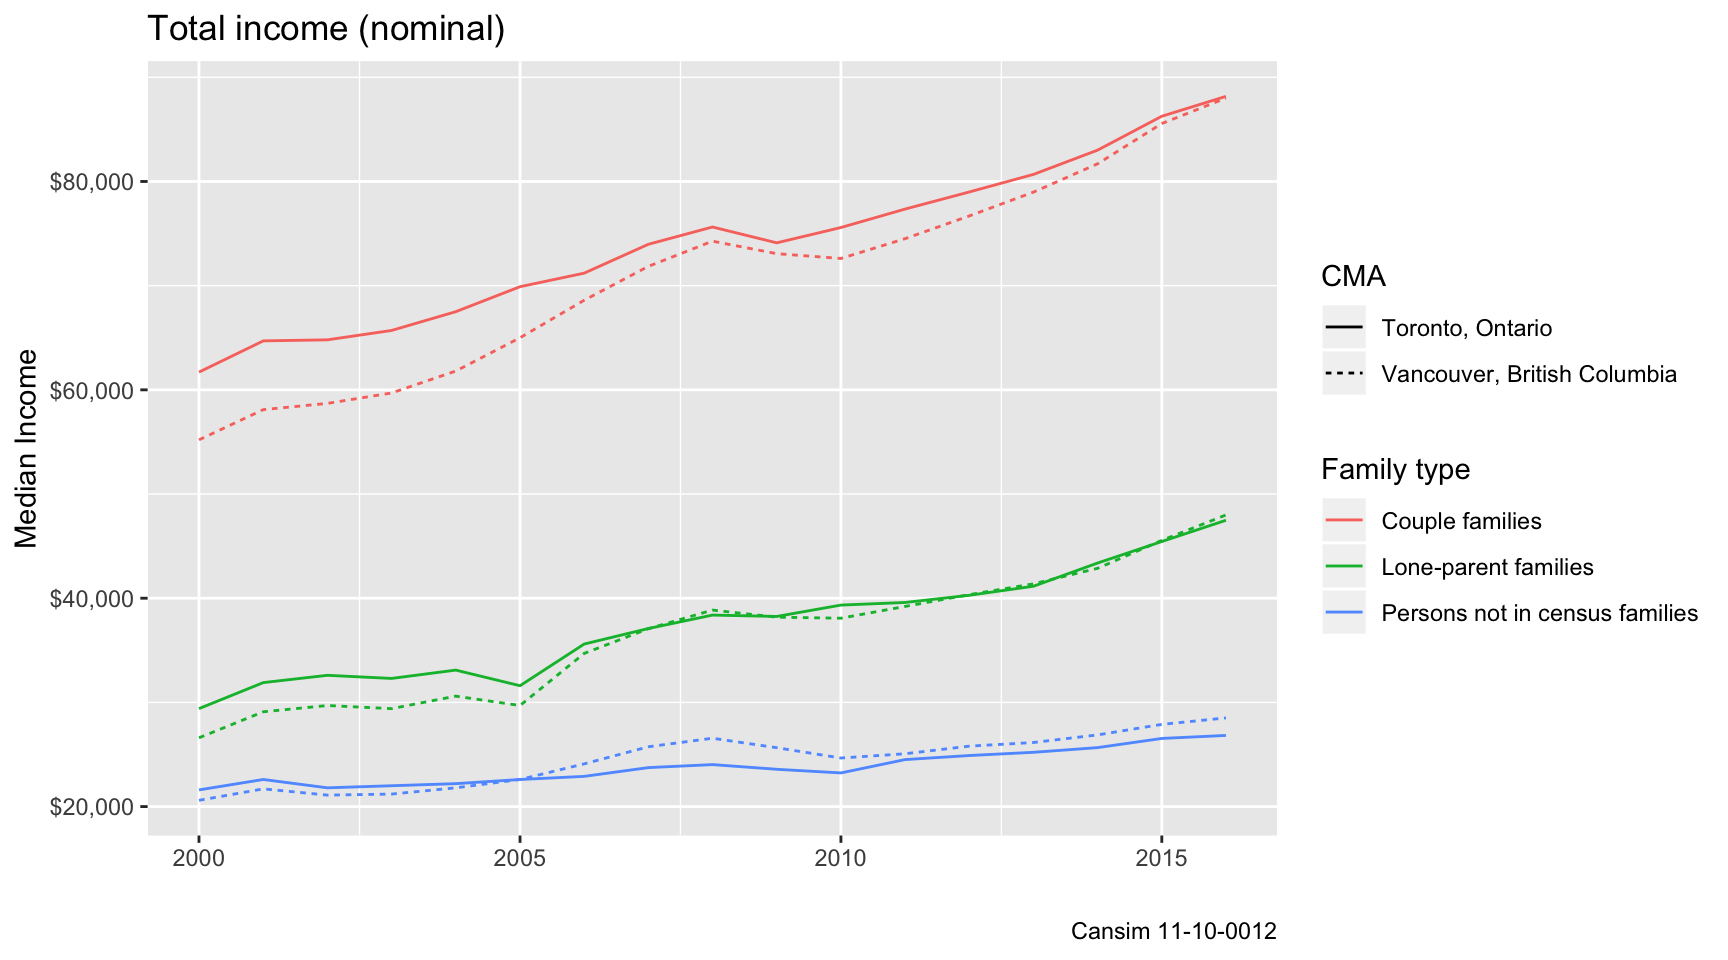 Total income (nominal)
Median Income
$80,000
$60,000
$40,000
$20,000
2000
2005
2010
2015
CMA
Toronto, Ontario
Vancouver, British Columbia
Family type
Couple families
Lone-parent families
Persons not in census families
Cansim 11-10-0012